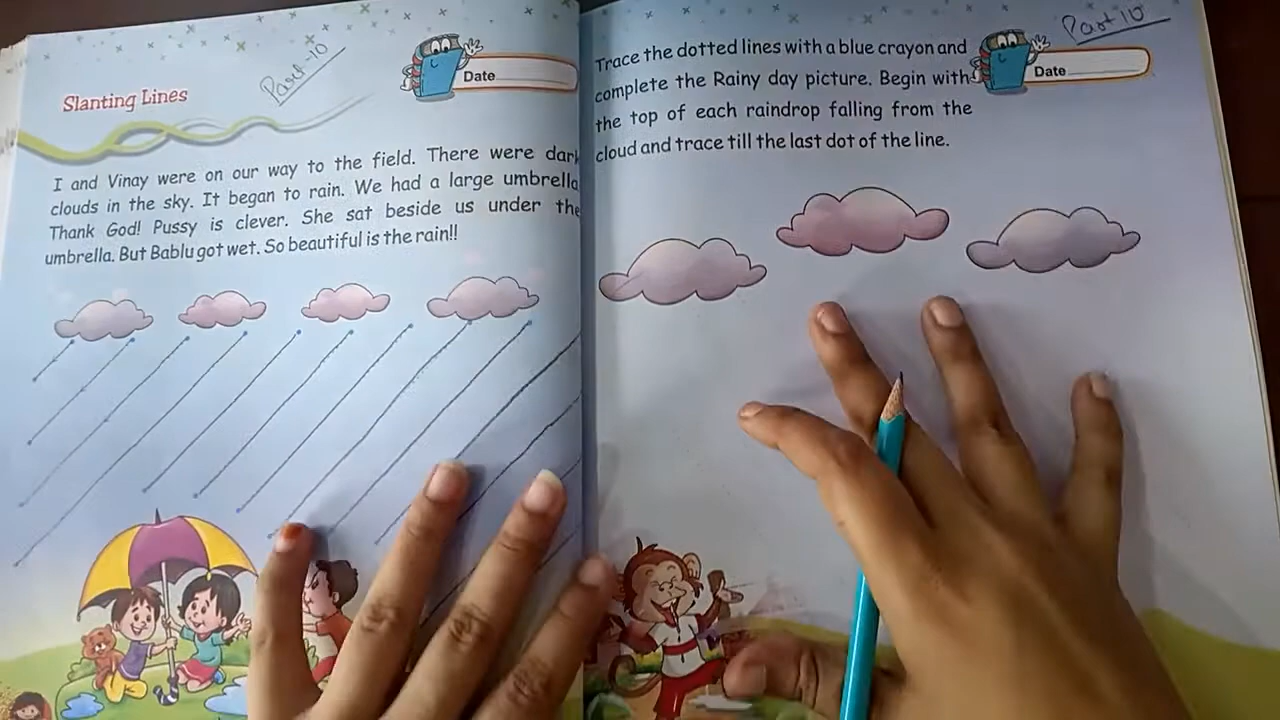 Part-10
Date
Slanting Lines
I and Vinay were on our way to the field. There were dark
clouds in the sky. It began to rain. We had a large umbrella
Thank God! Pussy is clever. She sat beside us under the
umbrella. But Bablu got wet. So beautiful is the rain!!
Part 10
Date
Trace the dotted lines with a blue crayon and
complete the Rainy day picture. Begin with
the top of each raindrop falling from the
cloud and trace till the last dot of the line.